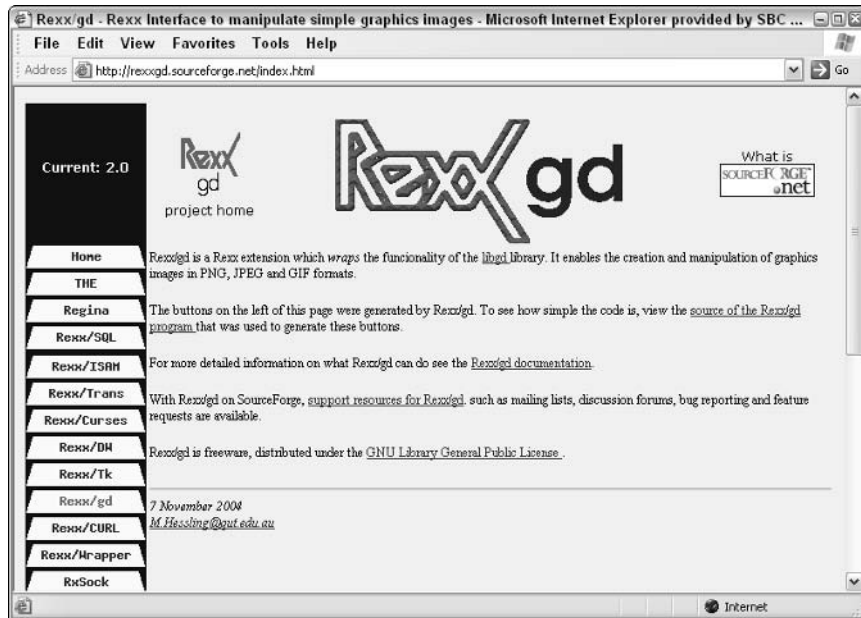 Rexx/gd - Rexx Interface to manipulate simple graphics images - Microsoft Internet Explorer provided by SBC ...
File Edit View Favorites Tools Help
Address http://rexxgd.sourceforge.net/index.html Go
Current: 2.0
Rexx
gd
project home
Rexx gd
What is
SOURCEFORGE
.net
Home
THE
Regina
Rexx/SQL
Rexx/ISAM
Rexx/Trans
Rexx/Curses
Rexx/DW
Rexx/Tk
Rexx/gd
Rexx/CURL
Rexx/Wrapper
RxSock
Rexx/gd is a Rexx extension which wraps the funcionality of the libgd library. It enables the creation and manipulation of graphics
images in PNG, JPEG and GIF formats.
The buttons on the left of this page were generated by Rexx/gd. To see how simple the code is, view the source of the Rexx/gd
program that was used to generate these buttons.
For more detailed information on what Rexx/gd can do see the Rexx/gd documentation.
With Rexx/gd on SourceForge, support resources for Rexx/gd. such as mailing lists, discussion forums, bug reporting and feature
requests are available.
Rexx/gd is freeware, distributed under the GNU Library General Public License .
7 November 2004
M.Hessling@qut.edu.au
Internet